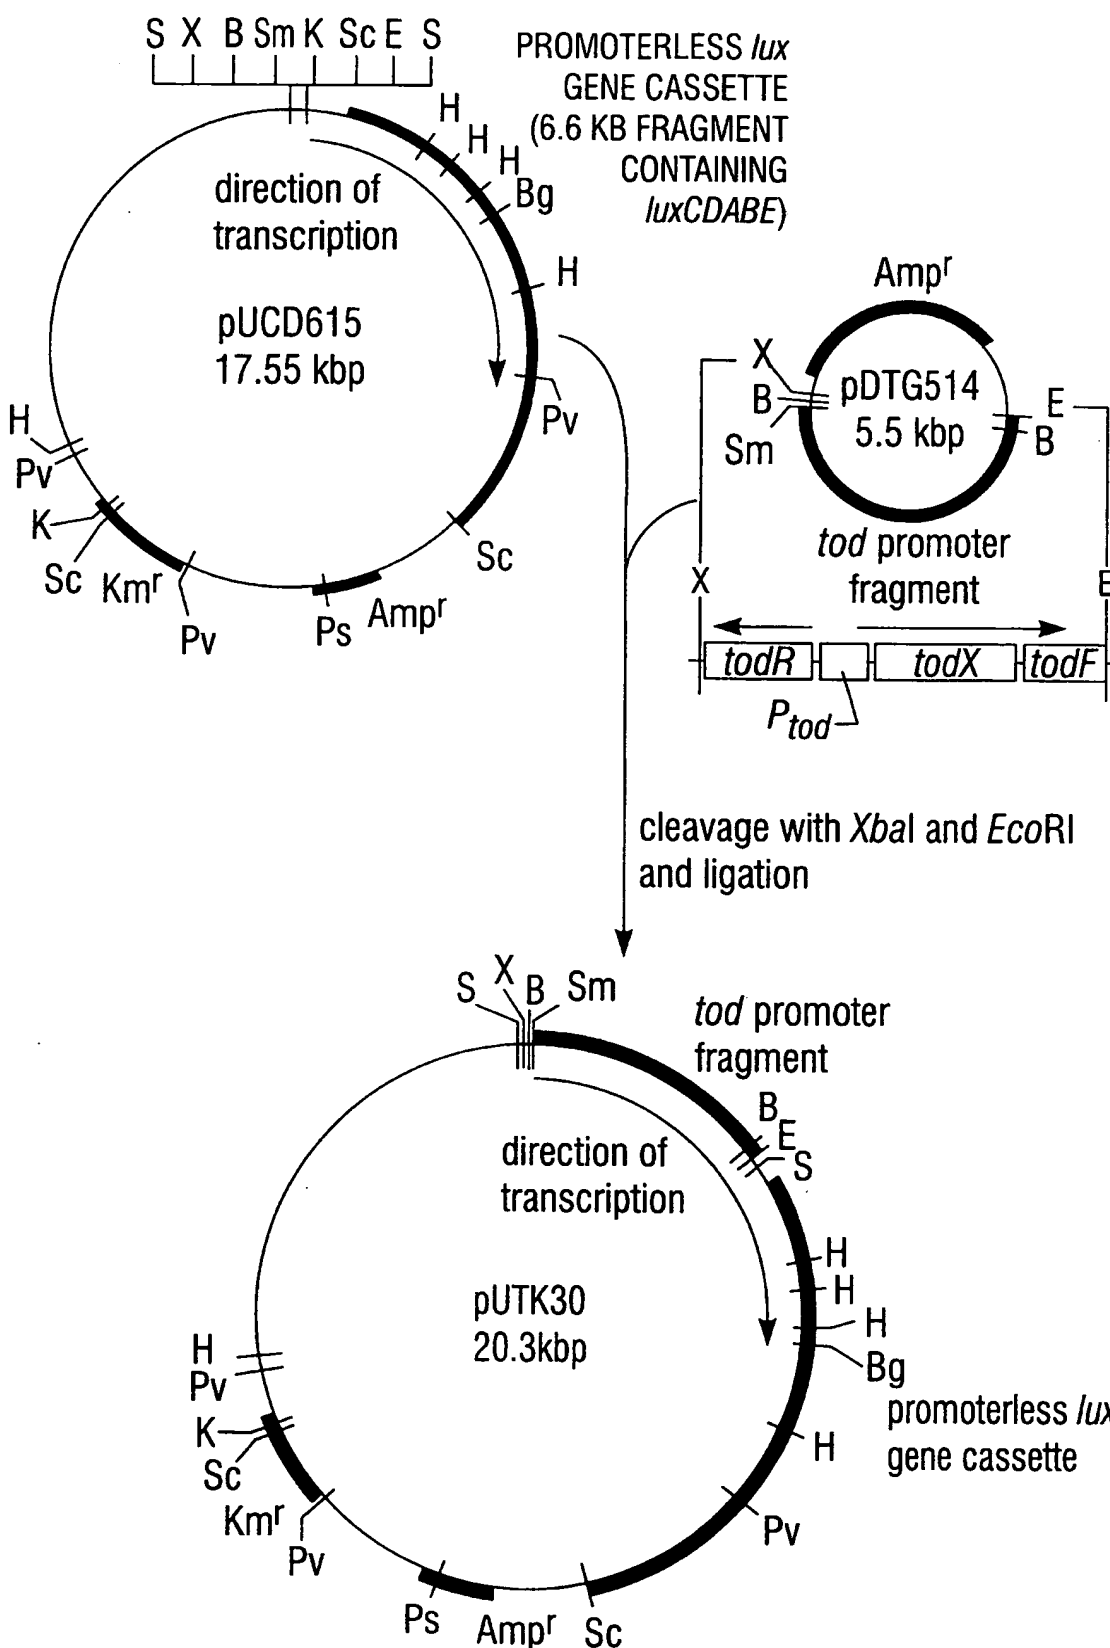 S X B Sm K Sc E S
PROMOTERLESS lux
GENE CASSETTE
(6.6 KB FRAGMENT
CONTAINING
luxCDABE)
H
H
H
Bg
H
direction of
transcription
pUCD615
17.55 kbp
Pv
H
Pv
K
Sc
Kmr
Pv
Ps
Ampr
Sc
Ampr
X
B
Sm
pDTG514
5.5 kbp
E
B
tod promoter
fragment
X
E
todR
todX
todF
Ptod
cleavage with XbaI and EcoRI
and ligation
S
X
B
Sm
tod promoter
fragment
B
E
S
direction of
transcription
H
H
H
Bg
pUTK30
20.3kbp
promoterless lux
gene cassette
H
Pv
H
Pv
K
Sc
Kmr
Pv
Ps
Ampr
Sc